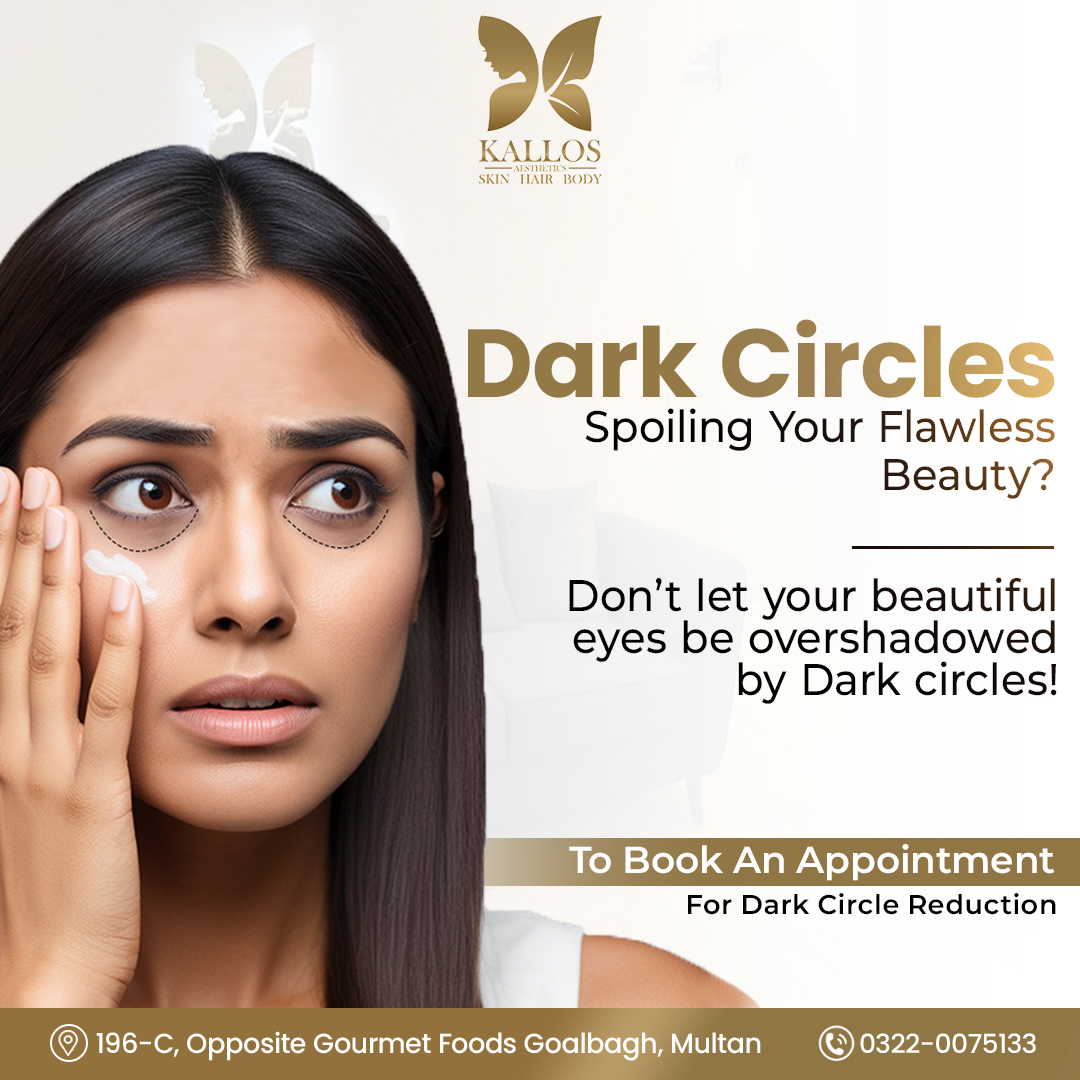 KALLOS
AESTHETICS
SKIN HAIR BODY
Dark Circles
Spoiling Your Flawless
Beauty?
Don’t let your beautiful
eyes be overshadowed
by Dark circles!
To Book An Appointment
For Dark Circle Reduction
196-C, Opposite Gourmet Foods Goalbagh, Multan
0322-0075133